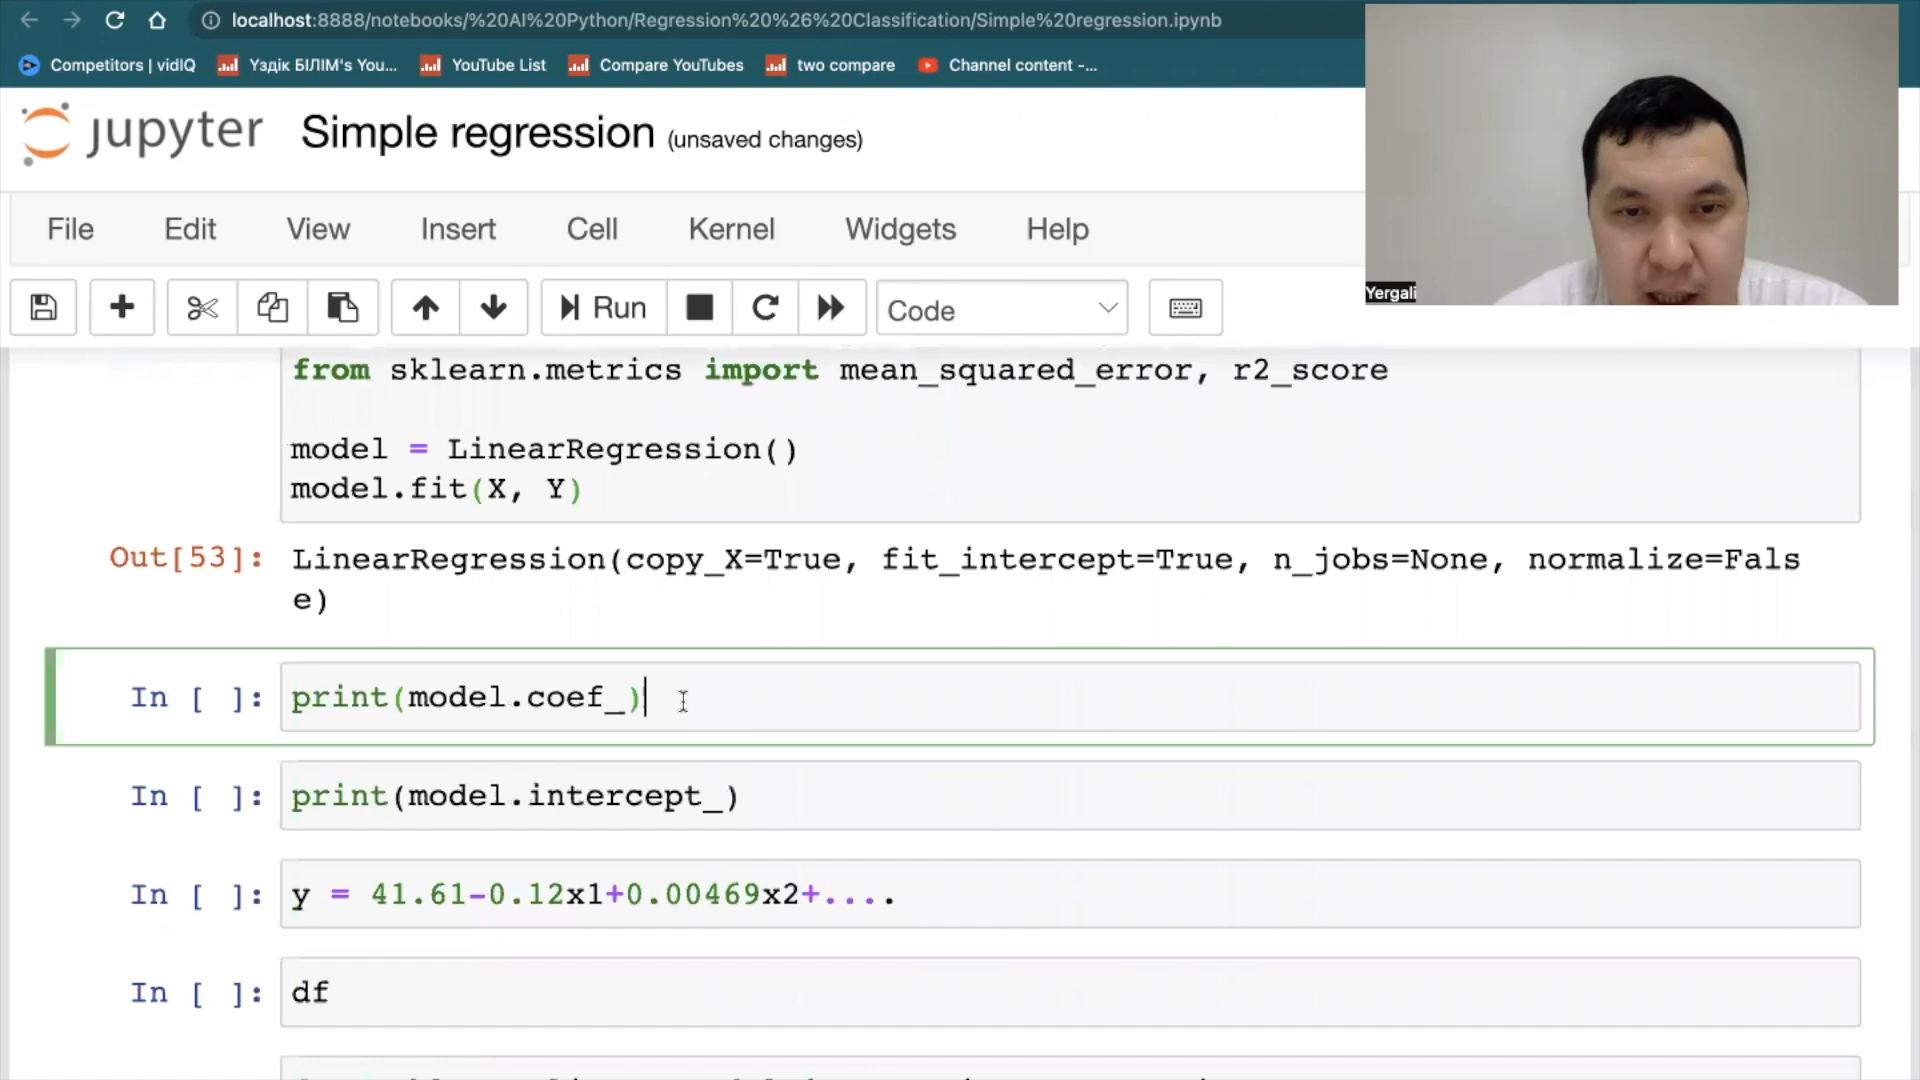 localhost:8888/notebooks/%20AI%20Python/Regression%20%26%20Classification/Simple%20regression.ipynb
Competitors | vidIQ
Үздік БІЛІМ's You...
YouTube List
Compare YouTubes
two compare
Channel content -...
jupyter Simple regression (unsaved changes)
File Edit View Insert Cell Kernel Widgets Help
Run
Code
Yergali
from sklearn.metrics import mean_squared_error, r2_score
model = LinearRegression()
model.fit(X, Y)
Out[53]: LinearRegression(copy_X=True, fit_intercept=True, n_jobs=None, normalize=Fals
e)
In [ ]: print(model.coef_)
In [ ]: print(model.intercept_)
In [ ]: y = 41.61-0.12x1+0.00469x2+....
In [ ]: df